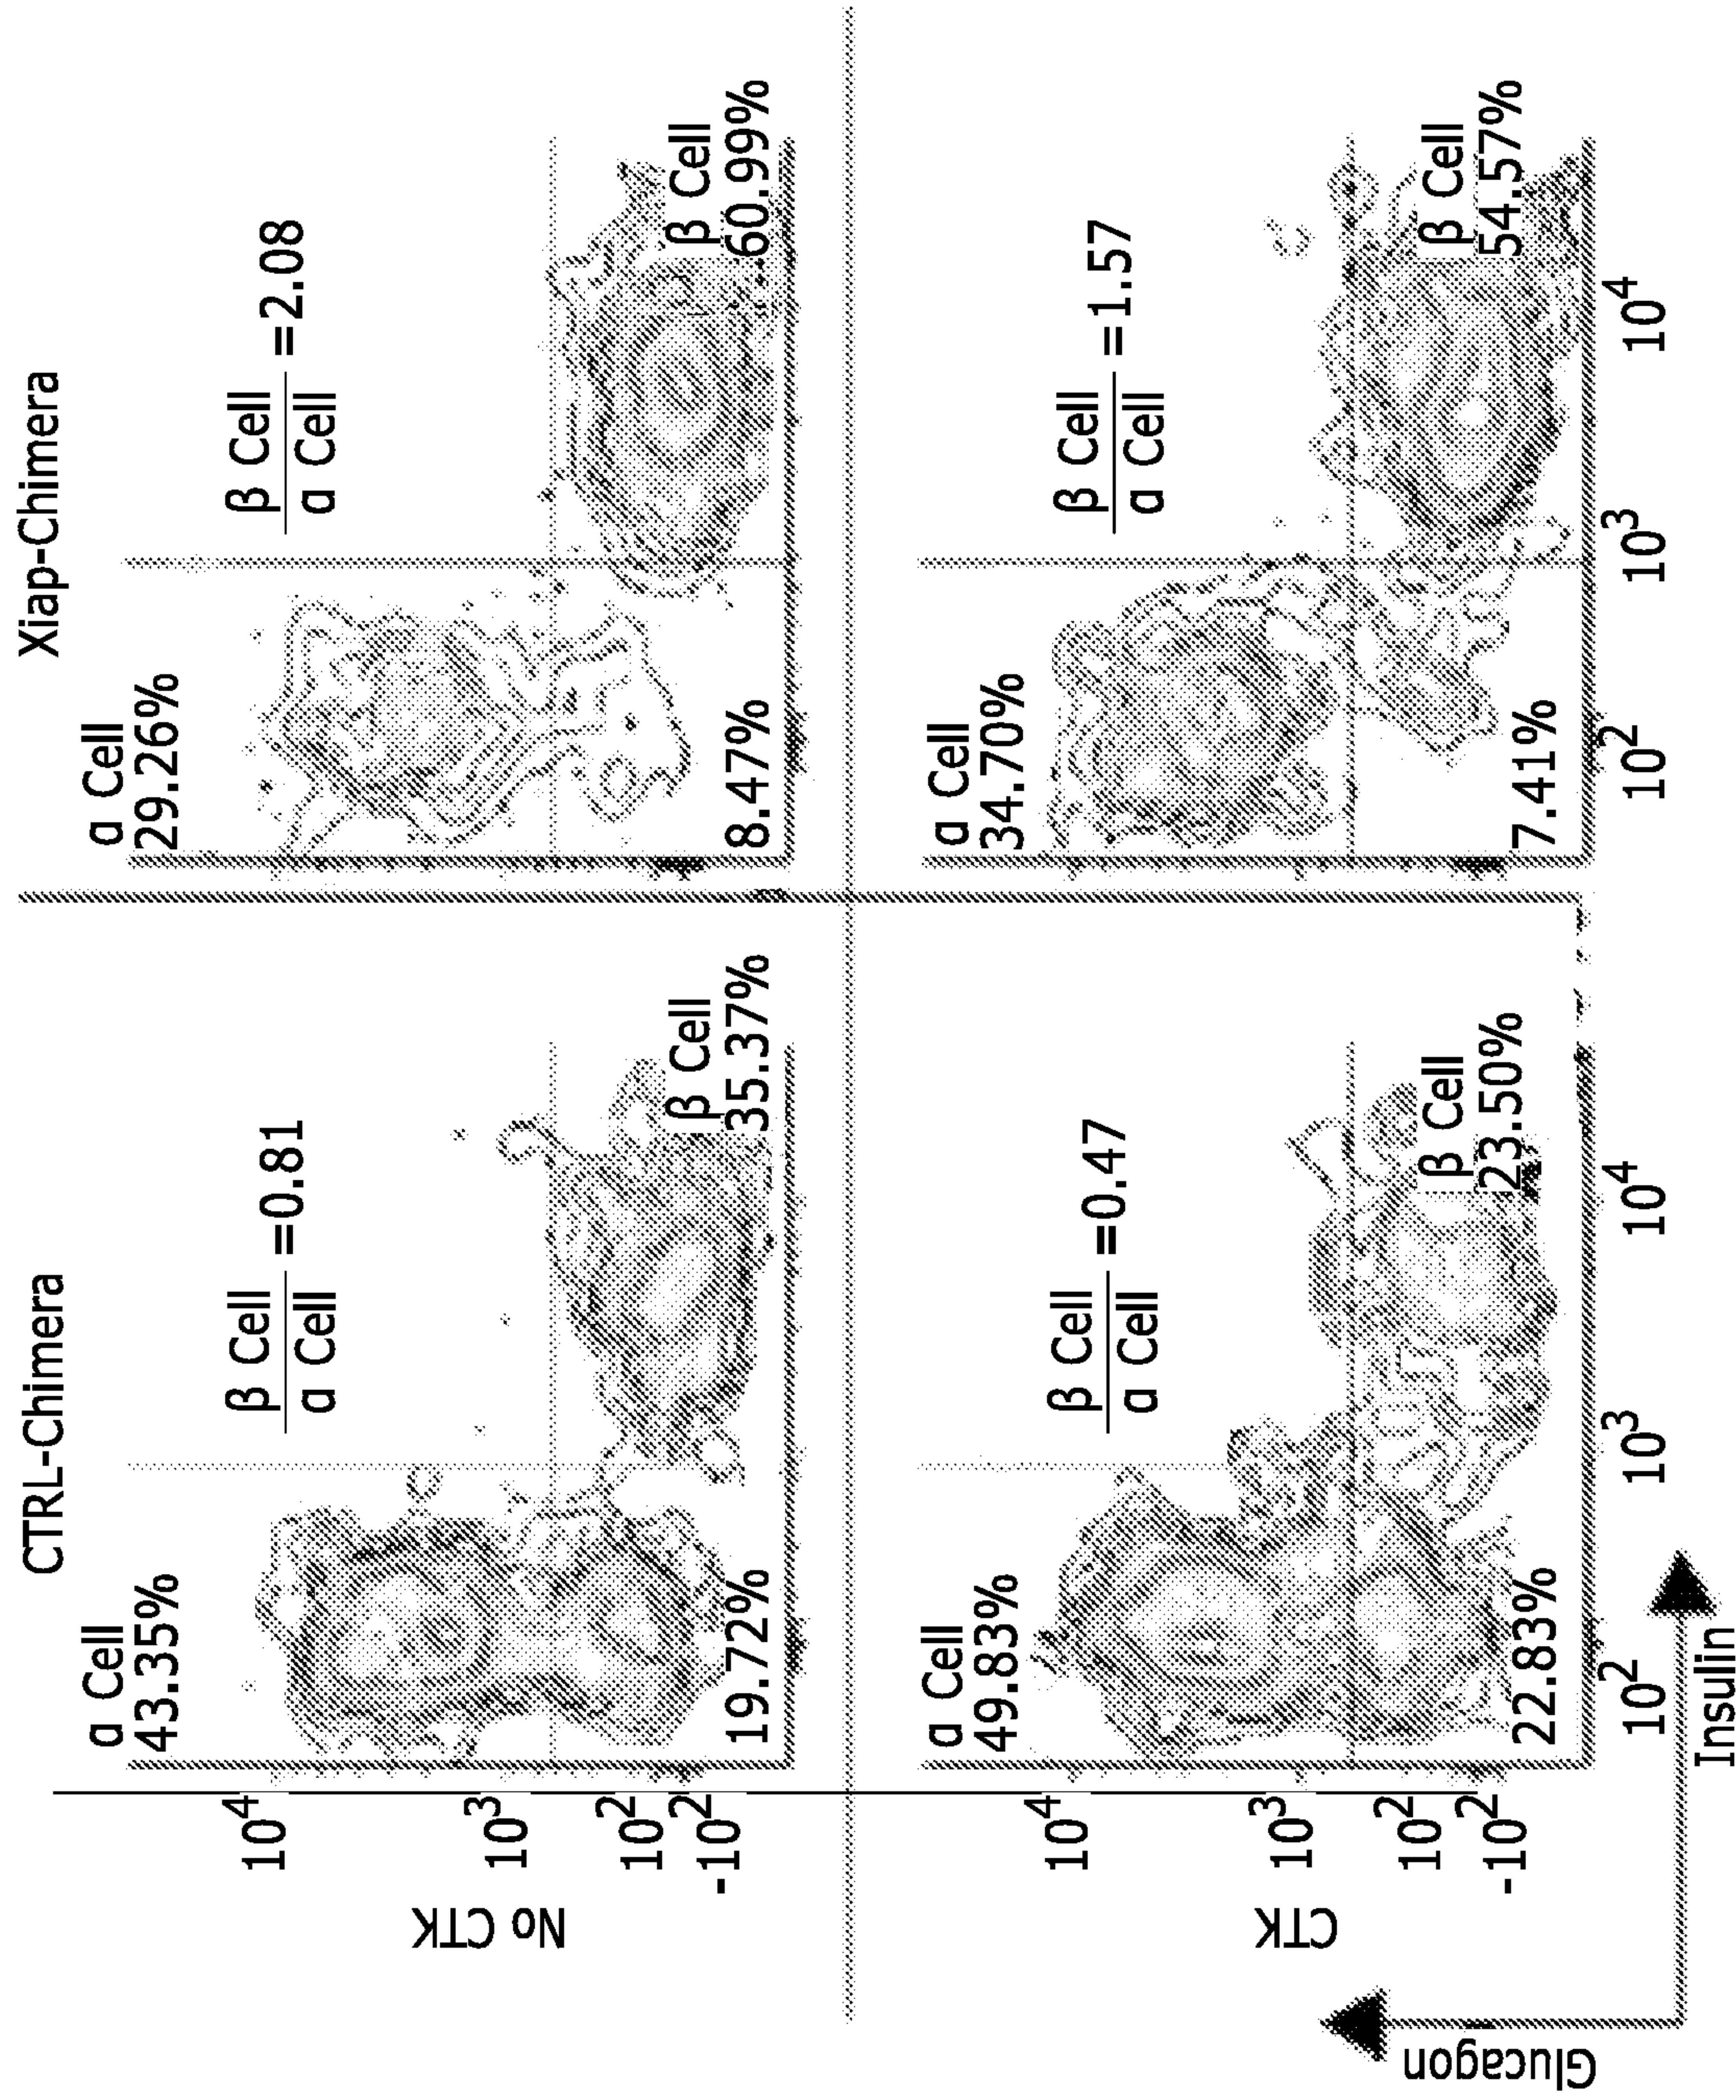 CTRL-Chimera
Xiap-Chimera
No CTK
10⁴
10³
10²
-10²
α Cell
43.35%
β Cell
α Cell
=0.81
β Cell
35.37%
19.72%
α Cell
29.26%
β Cell
α Cell
=2.08
β Cell
60.99%
8.47%
CTK
10⁴
10³
10²
-10²
α Cell
49.83%
β Cell
α Cell
=0.47
β Cell
23.50%
22.83%
α Cell
34.70%
β Cell
α Cell
=1.57
β Cell
54.57%
7.41%
10² 10³ 10⁴
10² 10³ 10⁴
Glucagon
Insulin